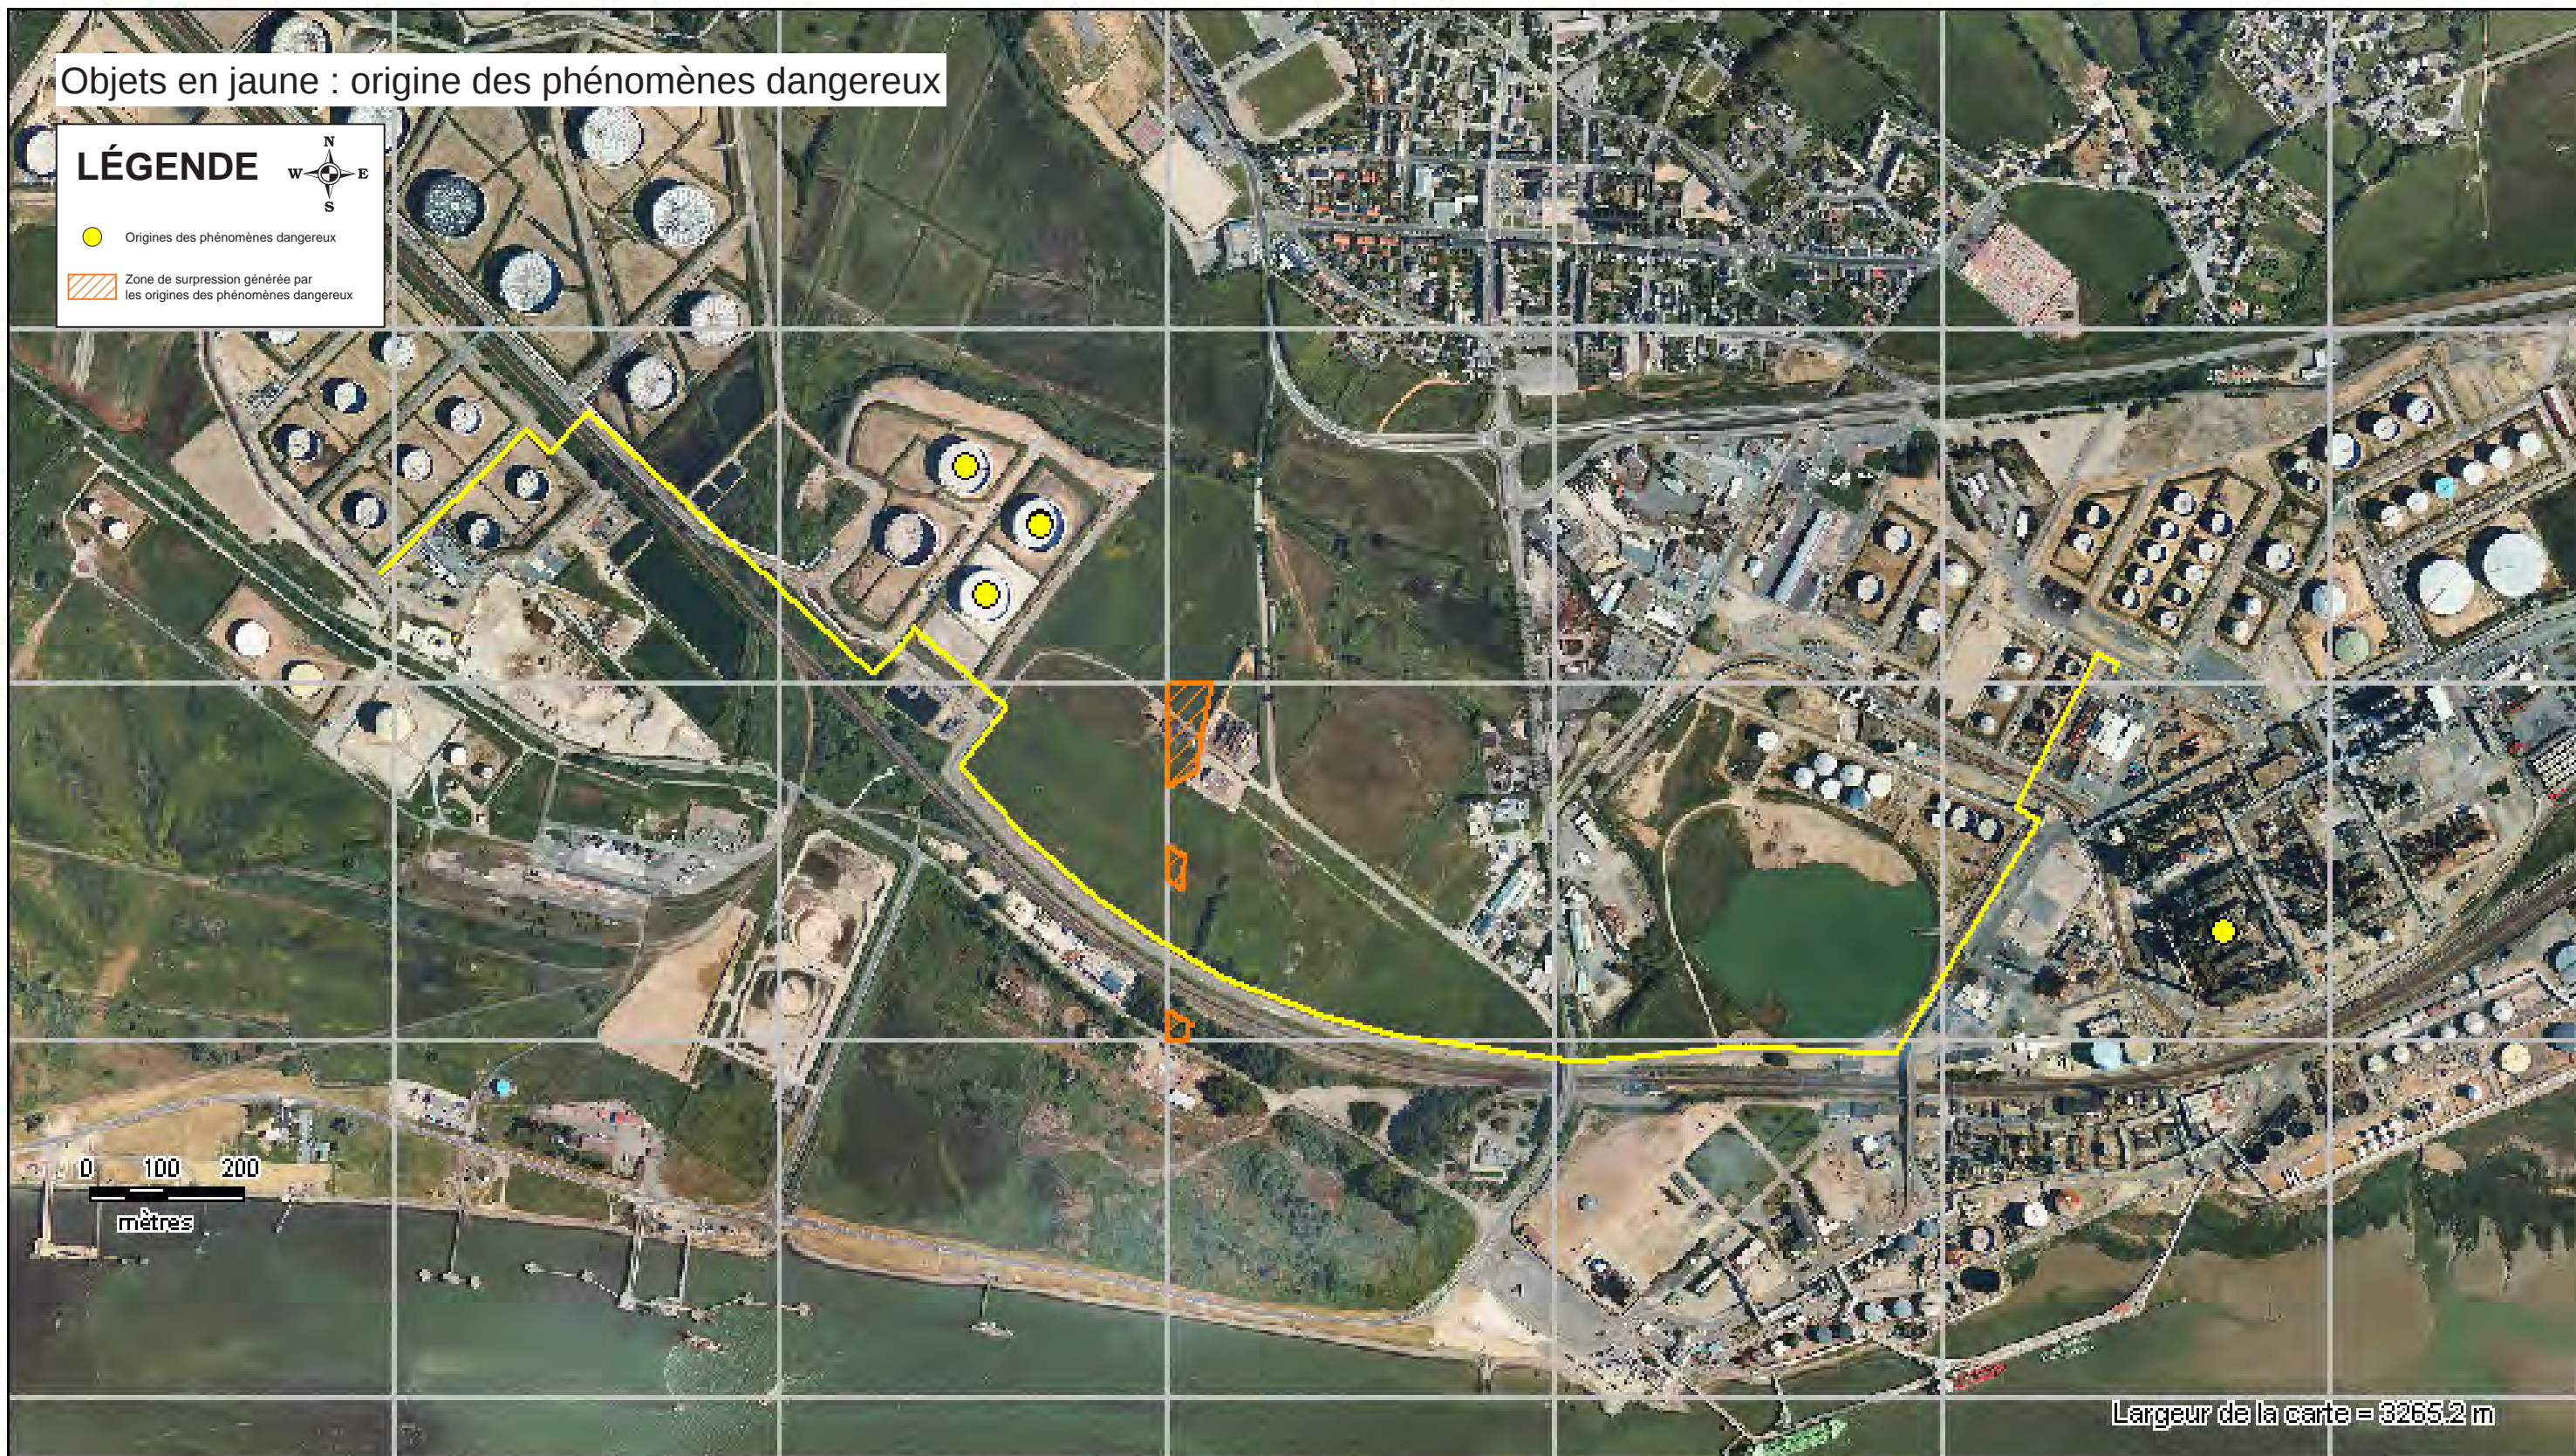 Objets en jaune : origine des phénomènes dangereux
LÉGENDE
N
W E
S
Origines des phénomènes dangereux
Zone de surpression générée par
les origines des phénomènes dangereux
0 100 200
mètres
Largeur de la carte = 3265.2 m